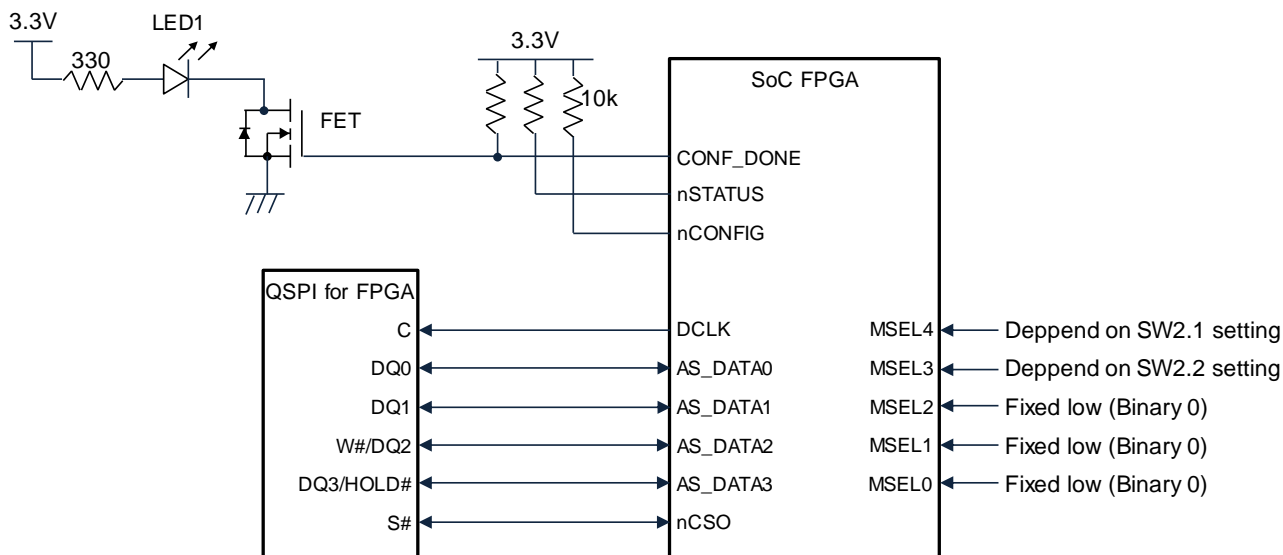 3.3V
LED1
330
FET
3.3V
10k
SoC FPGA
CONF_DONE
nSTATUS
nCONFIG
QSPI for FPGA
C
DQ0
DQ1
W#/DQ2
DQ3/HOLD#
S#
DCLK
AS_DATA0
AS_DATA1
AS_DATA2
AS_DATA3
nCSO
MSEL4
MSEL3
MSEL2
MSEL1
MSEL0
Deppend on SW2.1 setting
Deppend on SW2.2 setting
Fixed low (Binary 0)
Fixed low (Binary 0)
Fixed low (Binary 0)